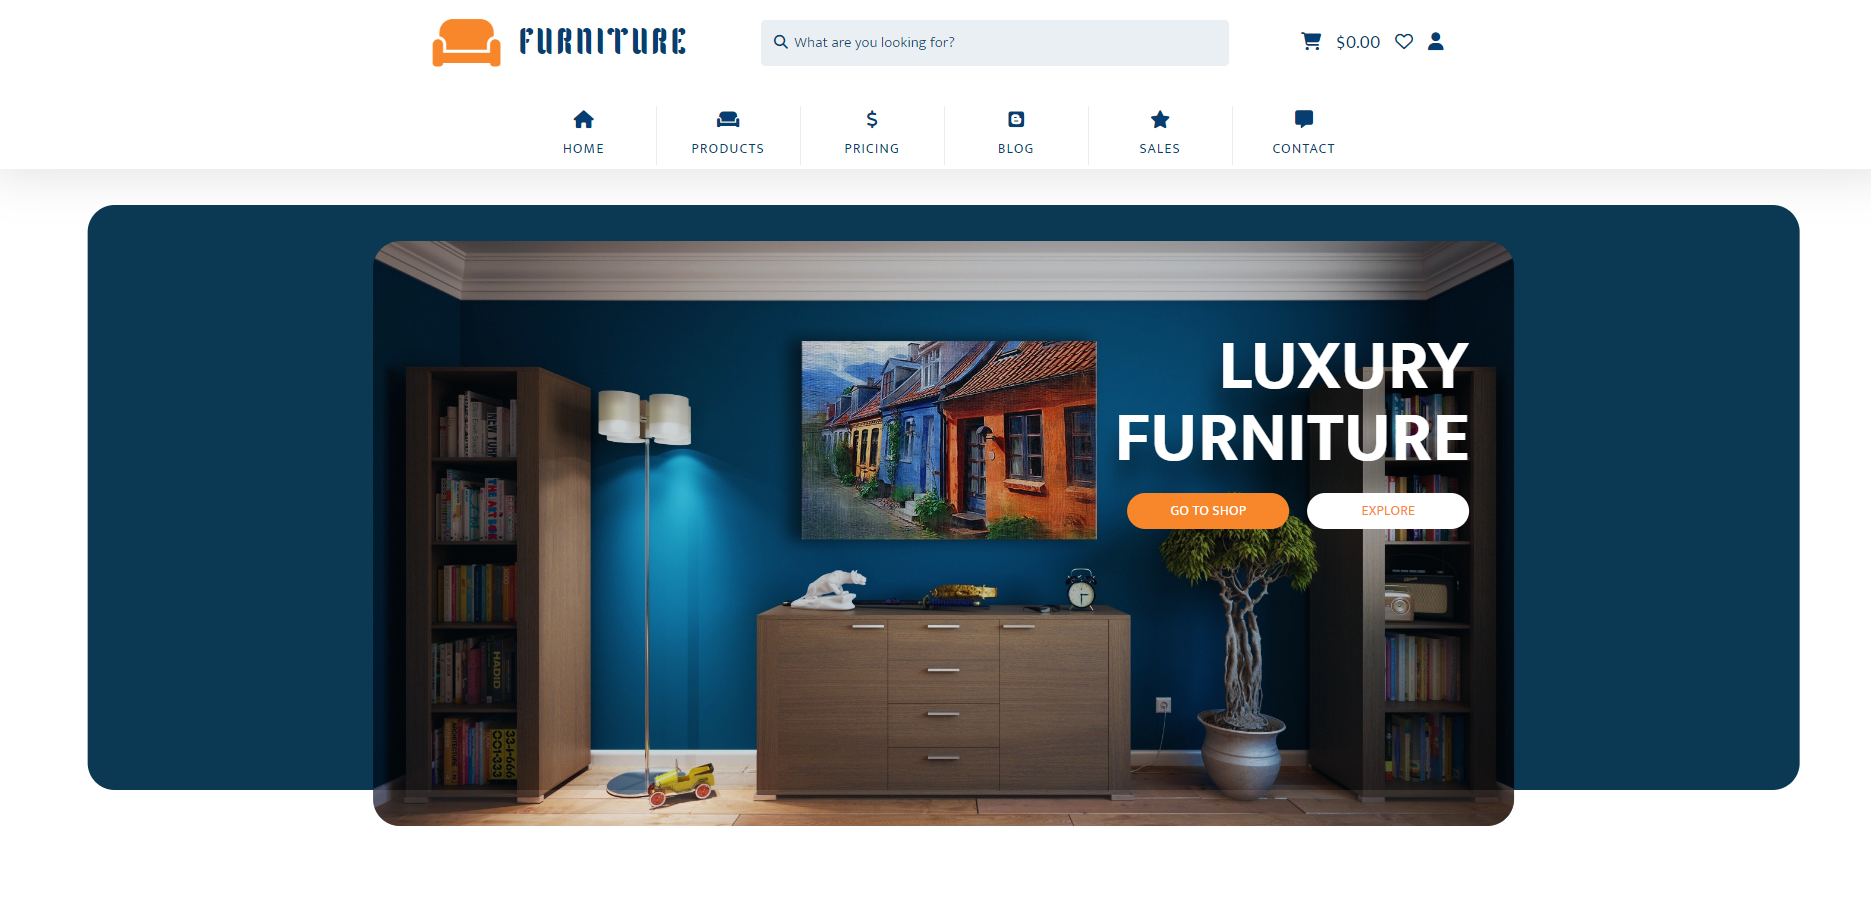 FURNITURE
What are you looking for?
$0.00
HOME
PRODUCTS
PRICING
BLOG
SALES
CONTACT
LUXURY
FURNITURE
GO TO SHOP
EXPLORE
HADID